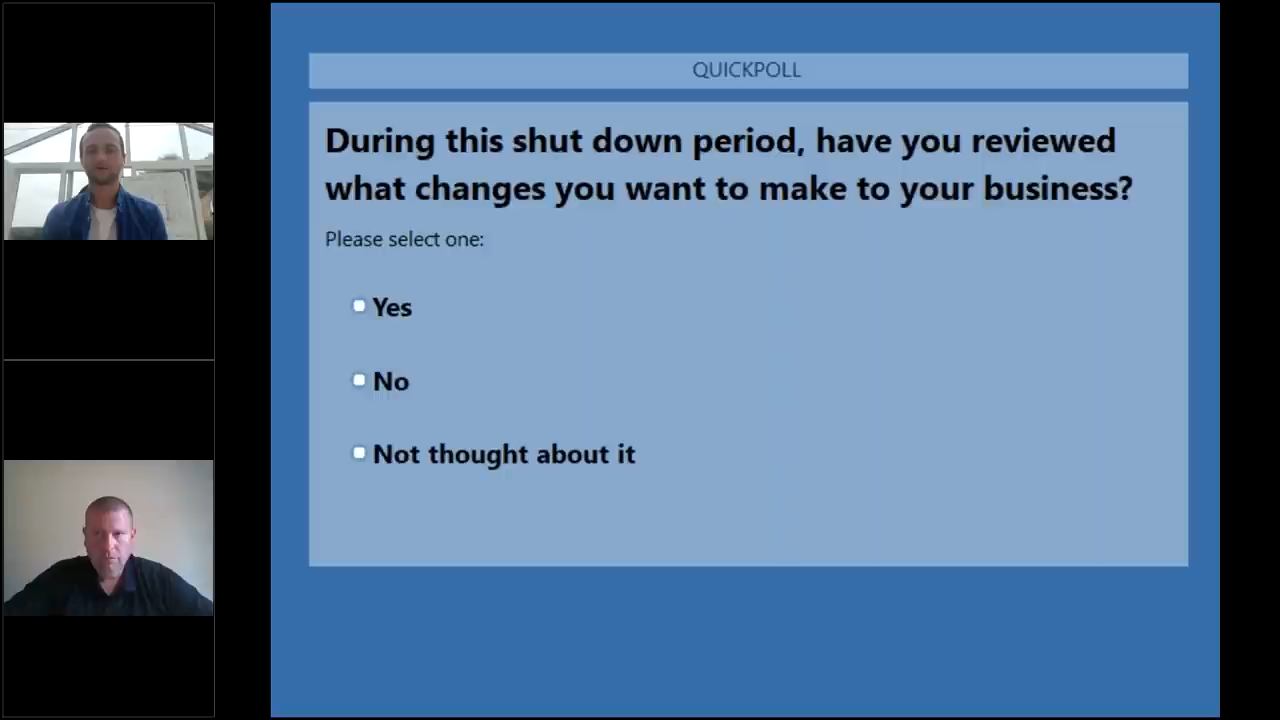 QUICKPOLL
During this shut down period, have you reviewed
what changes you want to make to your business?
Please select one:
Yes
No
Not thought about it